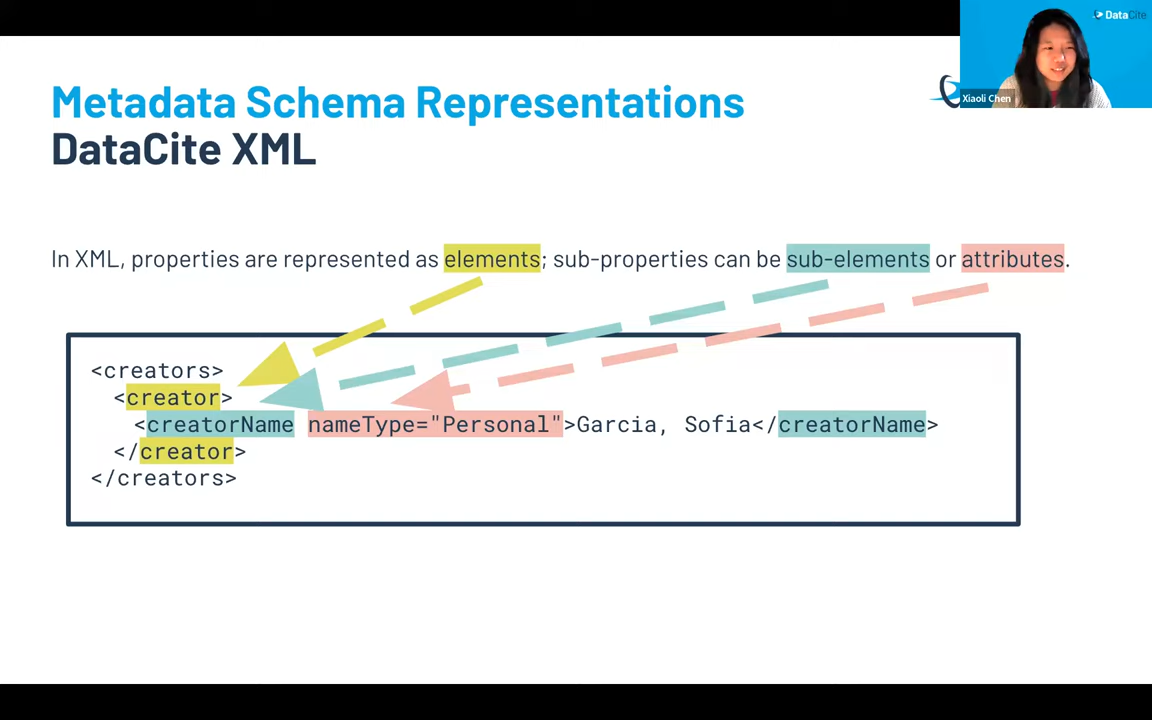 DataCite
Xiaoli Chen
Metadata Schema Representations
DataCite XML
In XML, properties are represented as elements; sub-properties can be sub-elements or attributes.
<creators>
<creator>
<creatorName nameType="Personal">Garcia, Sofia</creatorName>
</creator>
</creators>